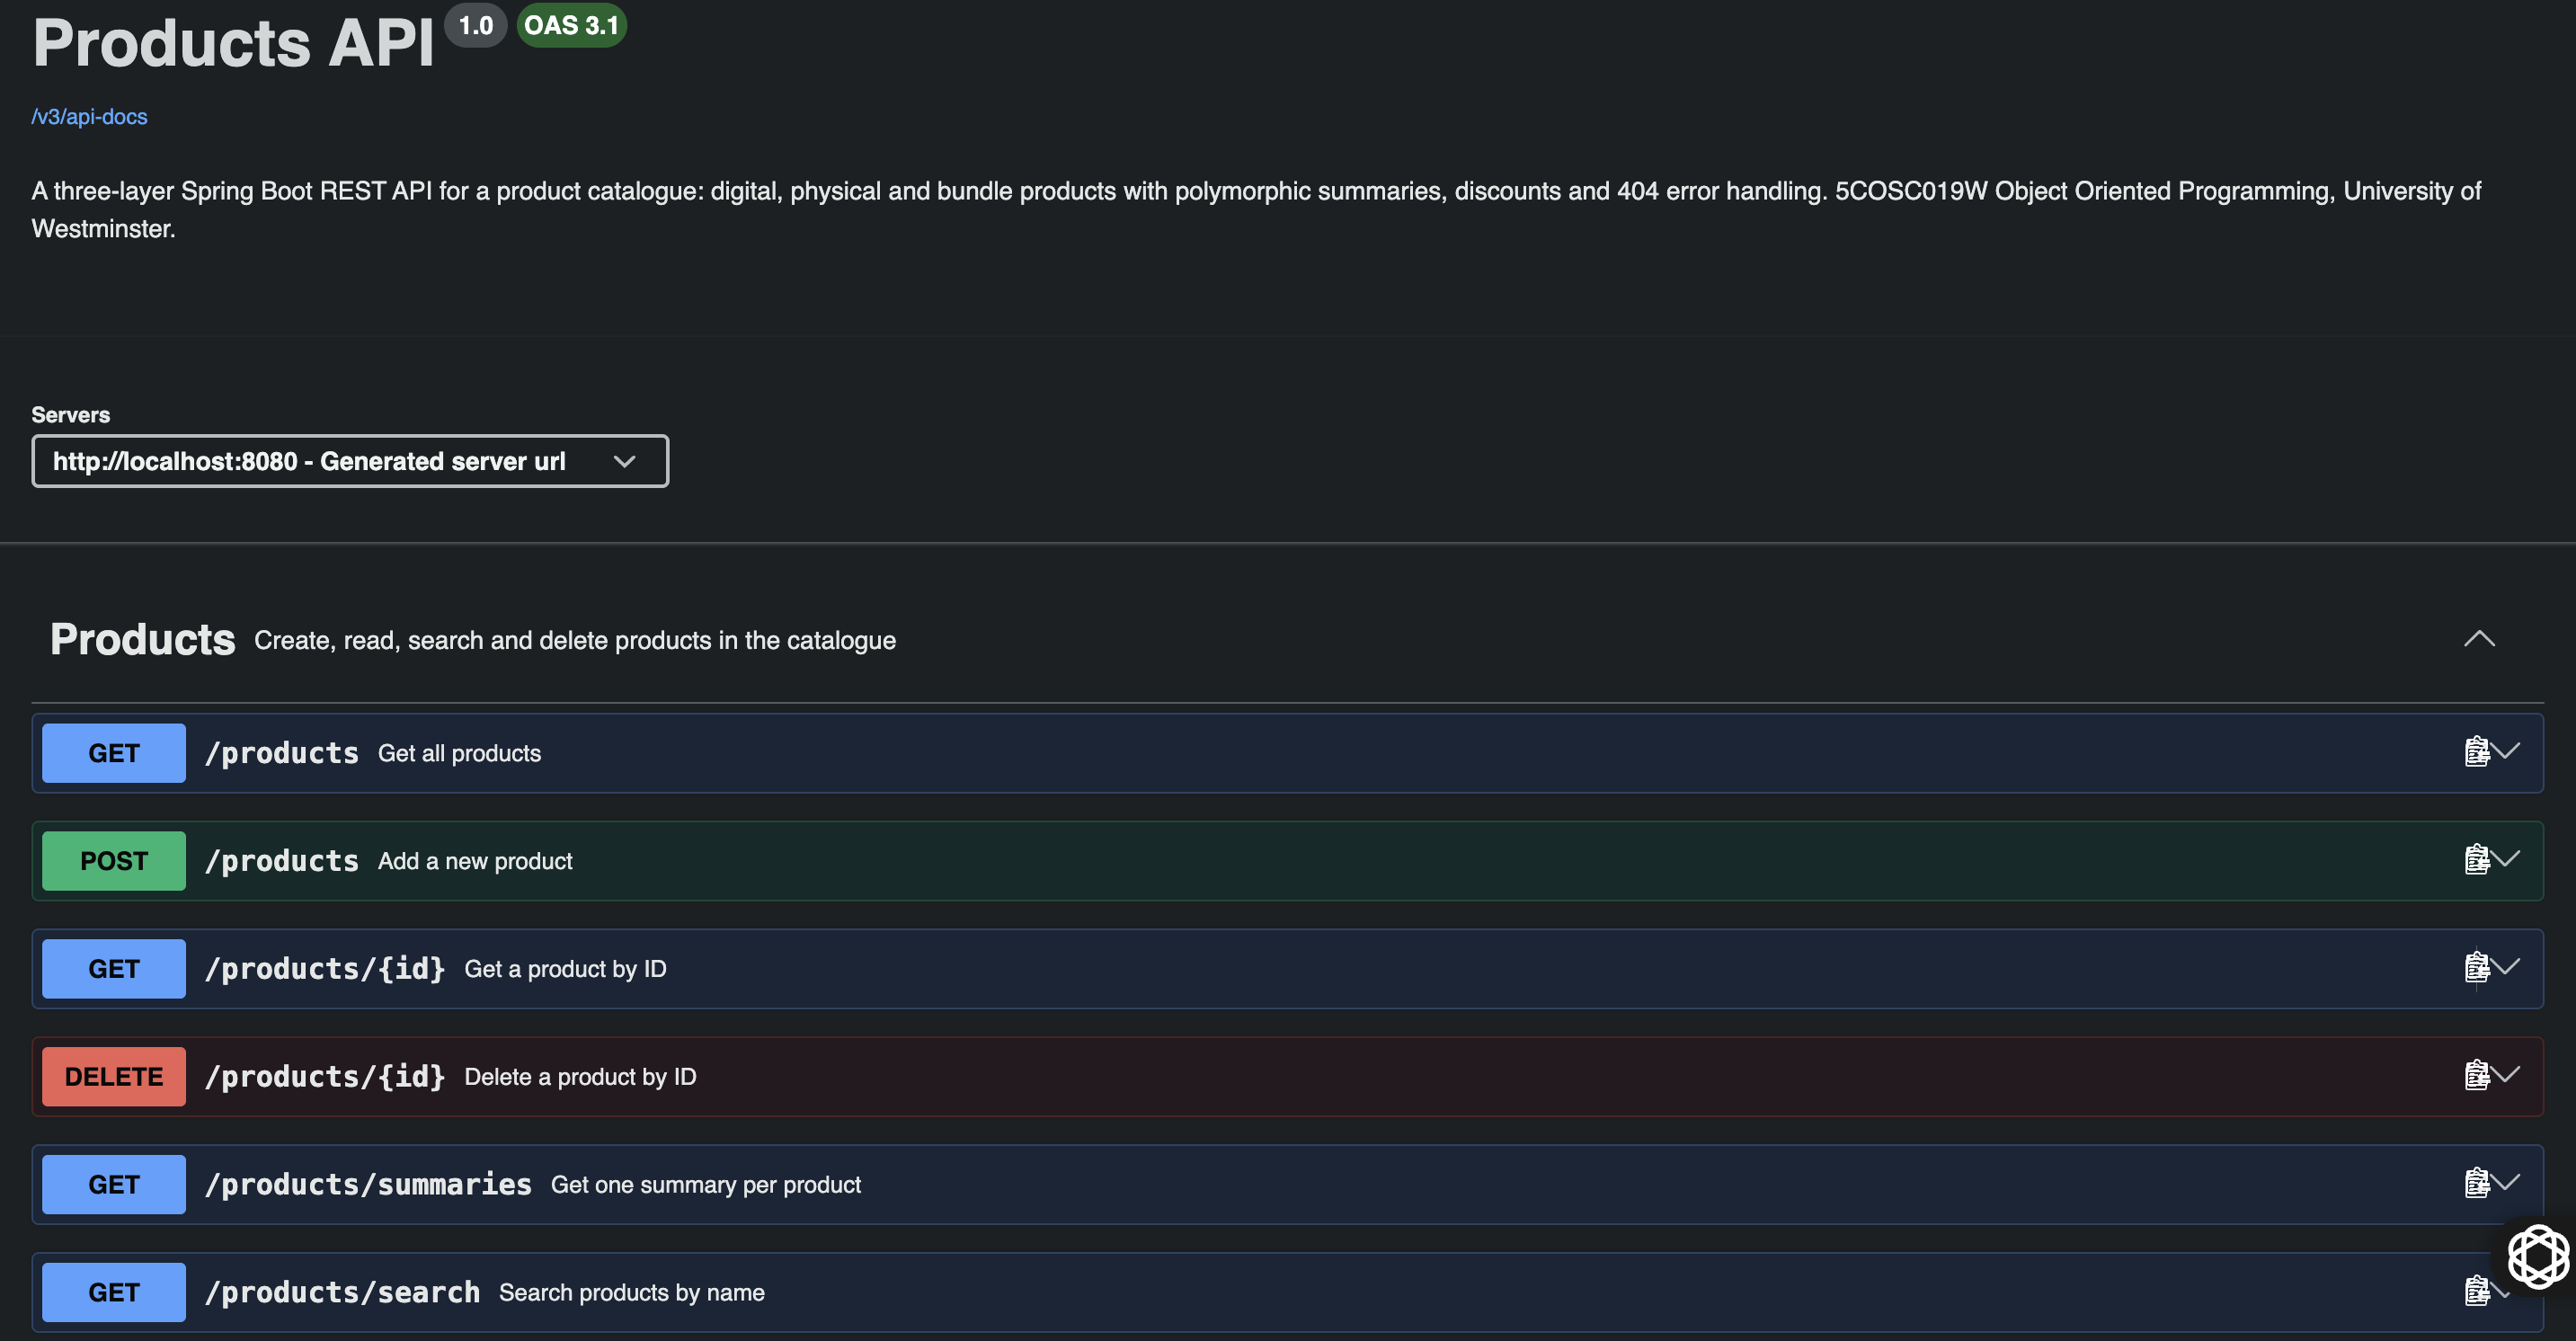 Products API 1.0 OAS 3.1
/v3/api-docs
A three-layer Spring Boot REST API for a product catalogue: digital, physical and bundle products with polymorphic summaries, discounts and 404 error handling. 5COSC019W Object Oriented Programming, University of
Westminster.
Servers
http://localhost:8080 - Generated server url
Products Create, read, search and delete products in the catalogue
GET /products Get all products
POST /products Add a new product
GET /products/{id} Get a product by ID
DELETE /products/{id} Delete a product by ID
GET /products/summaries Get one summary per product
GET /products/search Search products by name